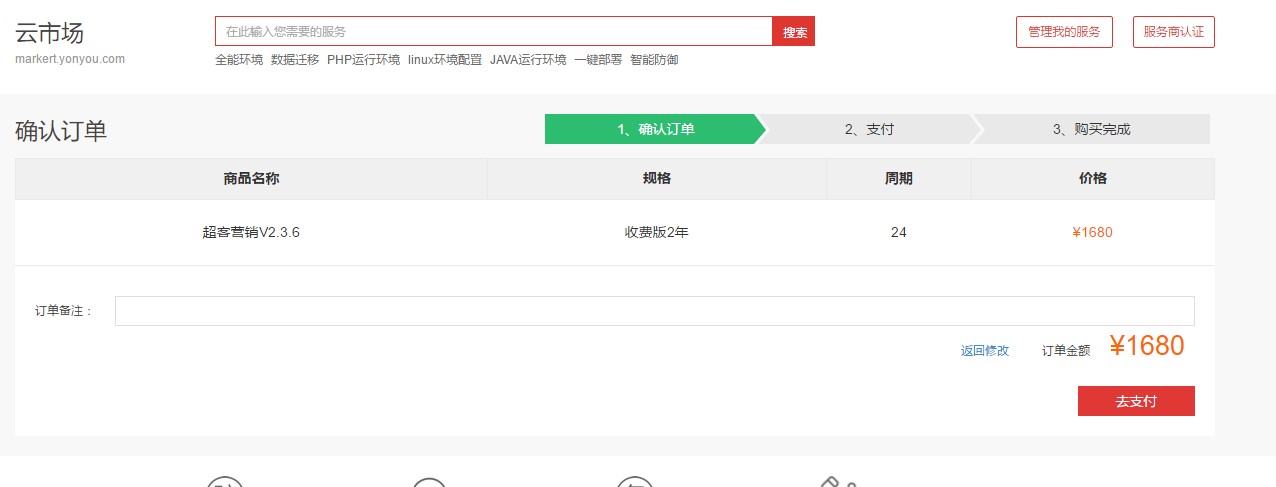 云市场
markert.yonyou.com
在此输入您需要的服务
搜索
全能环境 数据迁移 PHP运行环境 linux环境配置 JAVA运行环境 一键部署 智能防御
管理我的服务
服务商认证
确认订单
1、确认订单
2、支付
3、购买完成
商品名称 规格 周期 价格
超客营销V2.3.6 收费版2年 24 ¥1680
订单备注：
返回修改 订单金额 ¥1680
去支付